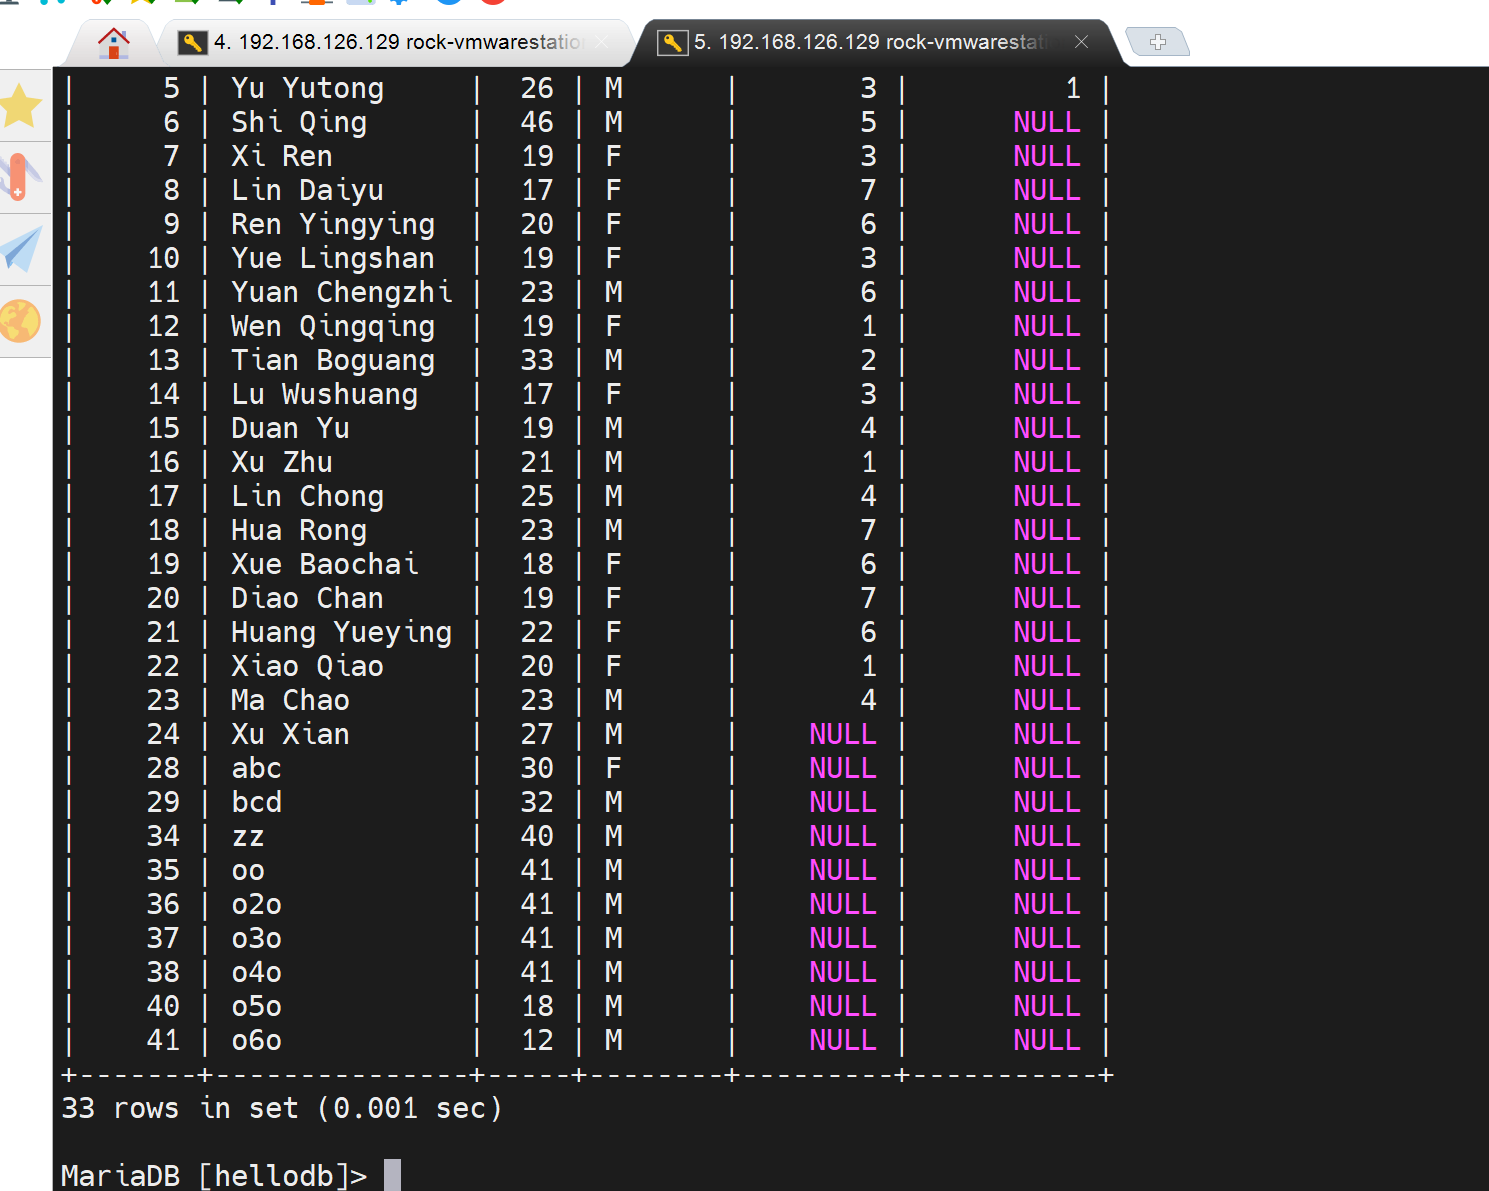 4. 192.168.126.129 rock-vmwarestatio
5. 192.168.126.129 rock-vmwarestat
| 5 | Yu Yutong | 26 | M | 3 | 1 |
| 6 | Shi Qing | 46 | M | 5 | NULL |
| 7 | Xi Ren | 19 | F | 3 | NULL |
| 8 | Lin Daiyu | 17 | F | 7 | NULL |
| 9 | Ren Yingying | 20 | F | 6 | NULL |
| 10 | Yue Lingshan | 19 | F | 3 | NULL |
| 11 | Yuan Chengzhi | 23 | M | 6 | NULL |
| 12 | Wen Qingqing | 19 | F | 1 | NULL |
| 13 | Tian Boguang | 33 | M | 2 | NULL |
| 14 | Lu Wushuang | 17 | F | 3 | NULL |
| 15 | Duan Yu | 19 | M | 4 | NULL |
| 16 | Xu Zhu | 21 | M | 1 | NULL |
| 17 | Lin Chong | 25 | M | 4 | NULL |
| 18 | Hua Rong | 23 | M | 7 | NULL |
| 19 | Xue Baochai | 18 | F | 6 | NULL |
| 20 | Diao Chan | 19 | F | 7 | NULL |
| 21 | Huang Yueying | 22 | F | 6 | NULL |
| 22 | Xiao Qiao | 20 | F | 1 | NULL |
| 23 | Ma Chao | 23 | M | 4 | NULL |
| 24 | Xu Xian | 27 | M | NULL | NULL |
| 28 | abc | 30 | F | NULL | NULL |
| 29 | bcd | 32 | M | NULL | NULL |
| 34 | zz | 40 | M | NULL | NULL |
| 35 | oo | 41 | M | NULL | NULL |
| 36 | o2o | 41 | M | NULL | NULL |
| 37 | o3o | 41 | M | NULL | NULL |
| 38 | o4o | 41 | M | NULL | NULL |
| 40 | o5o | 18 | M | NULL | NULL |
| 41 | o6o | 12 | M | NULL | NULL |
+-------+---------------+-----+--------+---------+-----------+
33 rows in set (0.001 sec)
MariaDB [hellodb]>